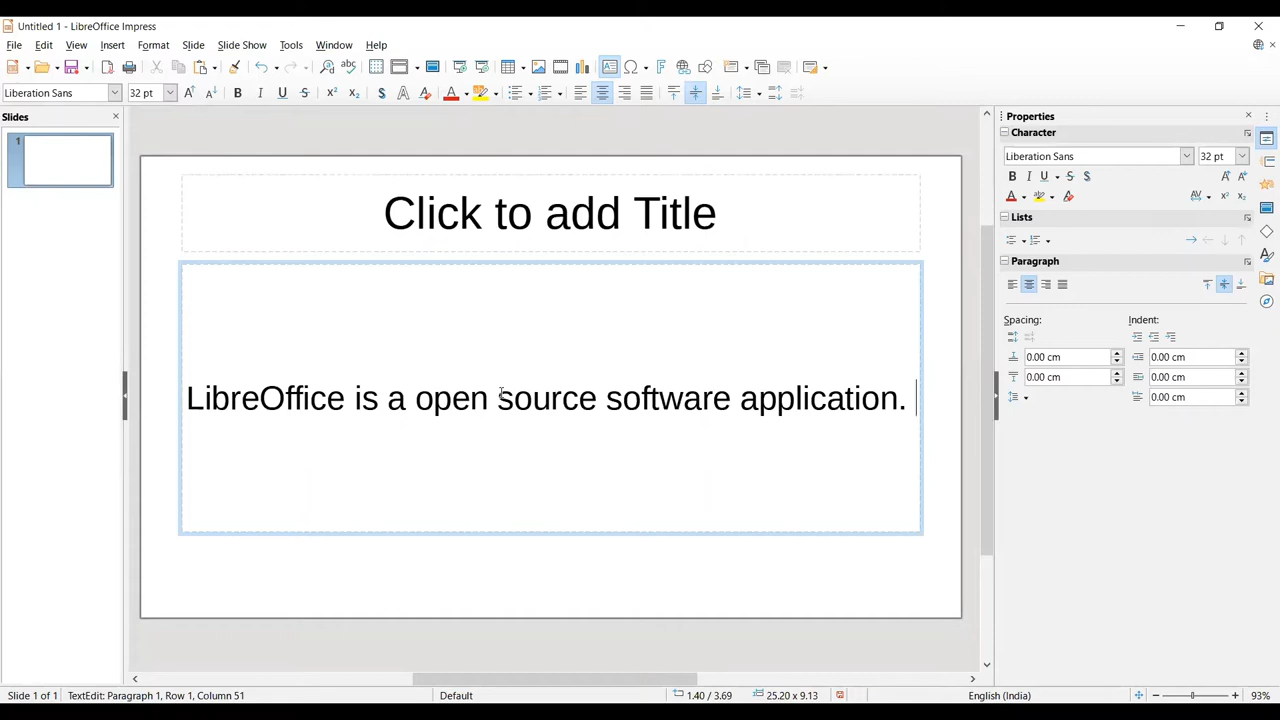 Untitled 1 - LibreOffice Impress
File Edit View Insert Format Slide Slide Show Tools Window Help
Liberation Sans 32 pt
Slides
1
Click to add Title
LibreOffice is a open source software application.
Properties
Character
Liberation Sans 32 pt
Lists
Paragraph
Spacing: Indent:
0.00 cm 0.00 cm
0.00 cm 0.00 cm
0.00 cm
Slide 1 of 1 TextEdit: Paragraph 1, Row 1, Column 51 Default 1.40 / 3.69 25.20 x 9.13 English (India) 93%